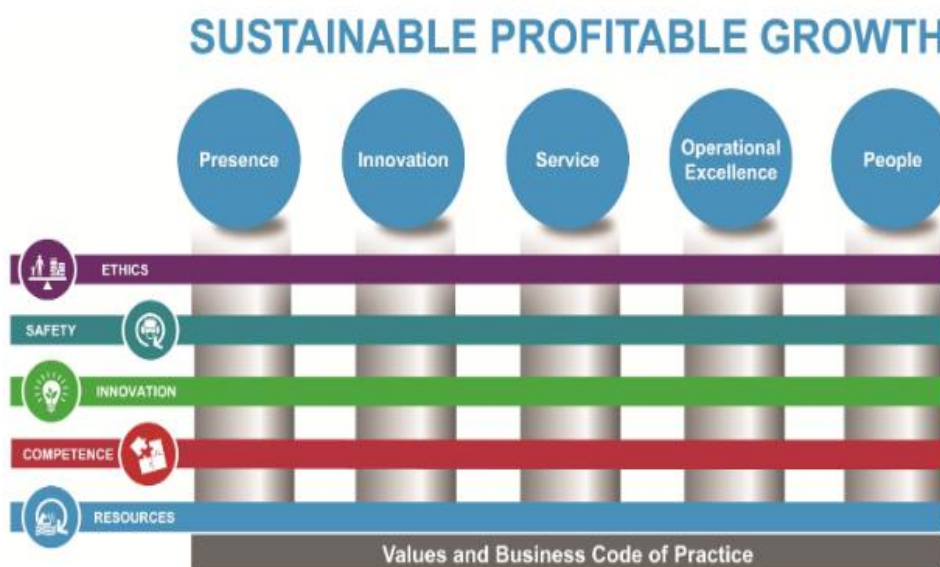 SUSTAINABLE PROFITABLE GROWTH
Presence
Innovation
Service
Operational
Excellence
People
ETHICS
SAFETY
INNOVATION
COMPETENCE
RESOURCES
Values and Business Code of Practice